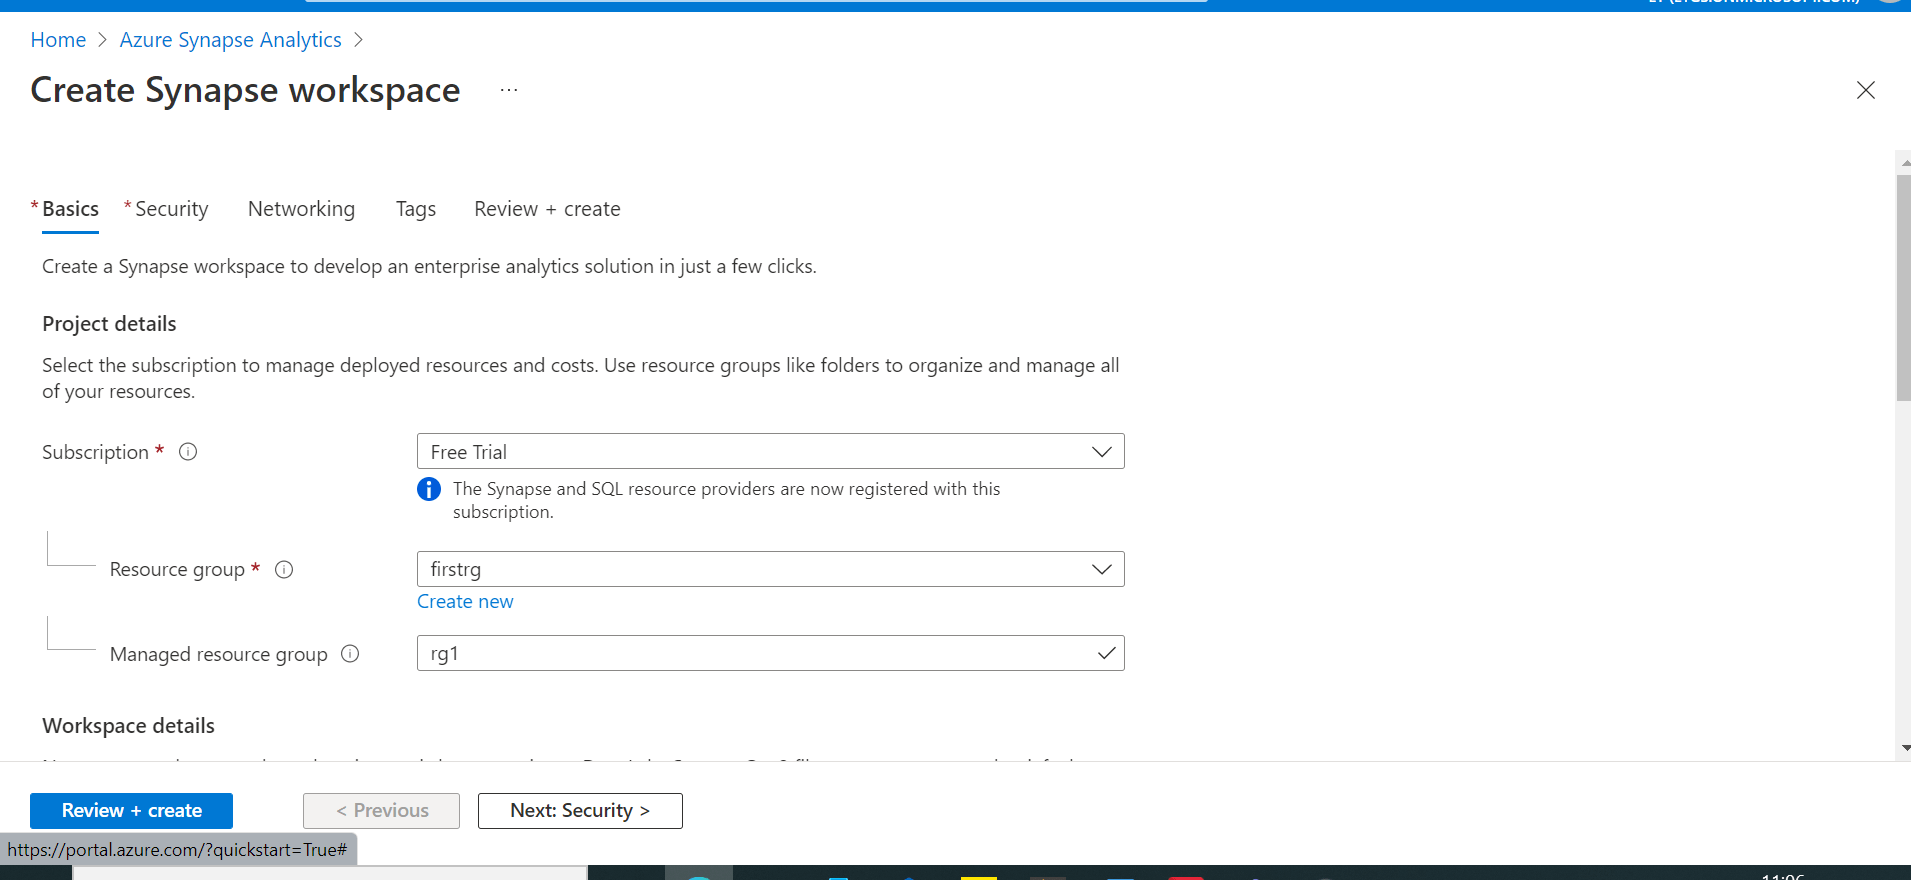 Home > Azure Synapse Analytics >
Create Synapse workspace ...
* Basics * Security Networking Tags Review + create
Create a Synapse workspace to develop an enterprise analytics solution in just a few clicks.
Project details
Select the subscription to manage deployed resources and costs. Use resource groups like folders to organize and manage all
of your resources.
Subscription *
Free Trial
The Synapse and SQL resource providers are now registered with this
subscription.
Resource group *
firstrg
Create new
Managed resource group
rg1
Workspace details
Review + create < Previous Next: Security >
https://portal.azure.com/?quickstart=True#